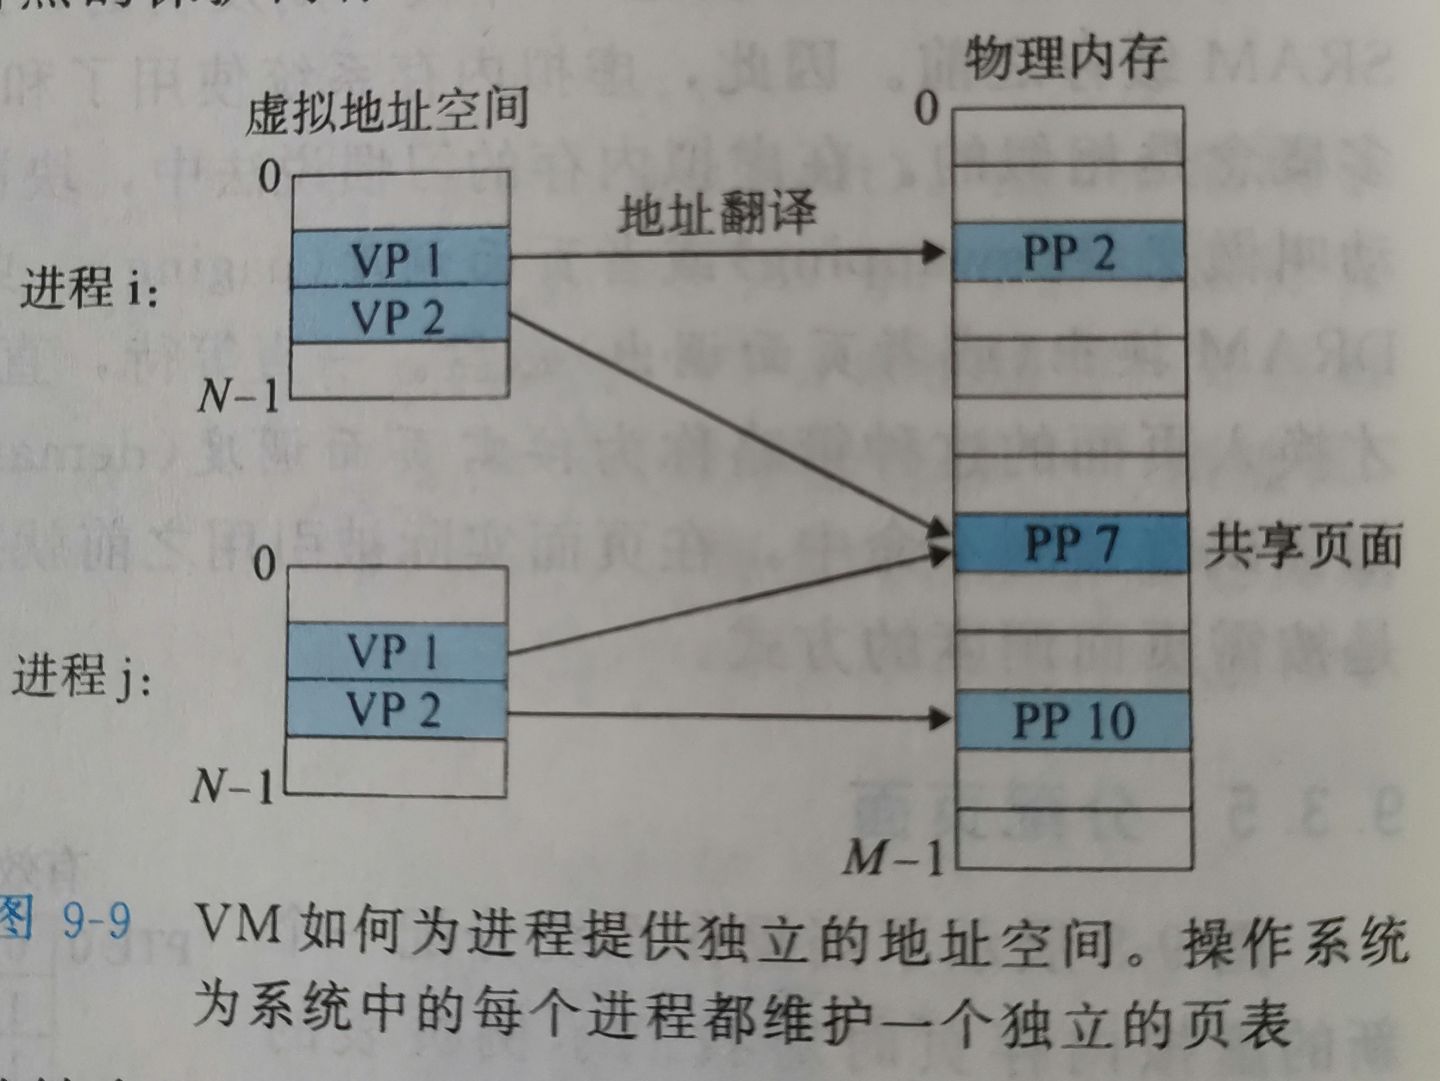 物理内存
虚拟地址空间
0
0
地址翻译
VP 1
PP 2
进程 i:
VP 2
N-1
PP 7
共享页面
0
VP 1
进程 j:
VP 2
PP 10
N-1
M-1
图 9-9 VM 如何为进程提供独立的地址空间。操作系统
为系统中的每个进程都维护一个独立的页表